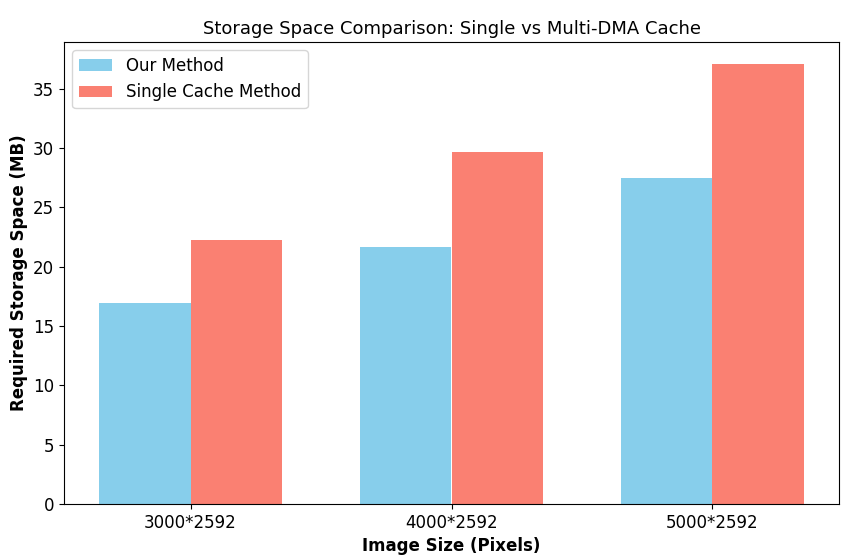 Storage Space Comparison: Single vs Multi-DMA Cache
Our Method
Single Cache Method
Required Storage Space (MB)
35
30
25
20
15
10
5
0
3000*2592
4000*2592
5000*2592
Image Size (Pixels)